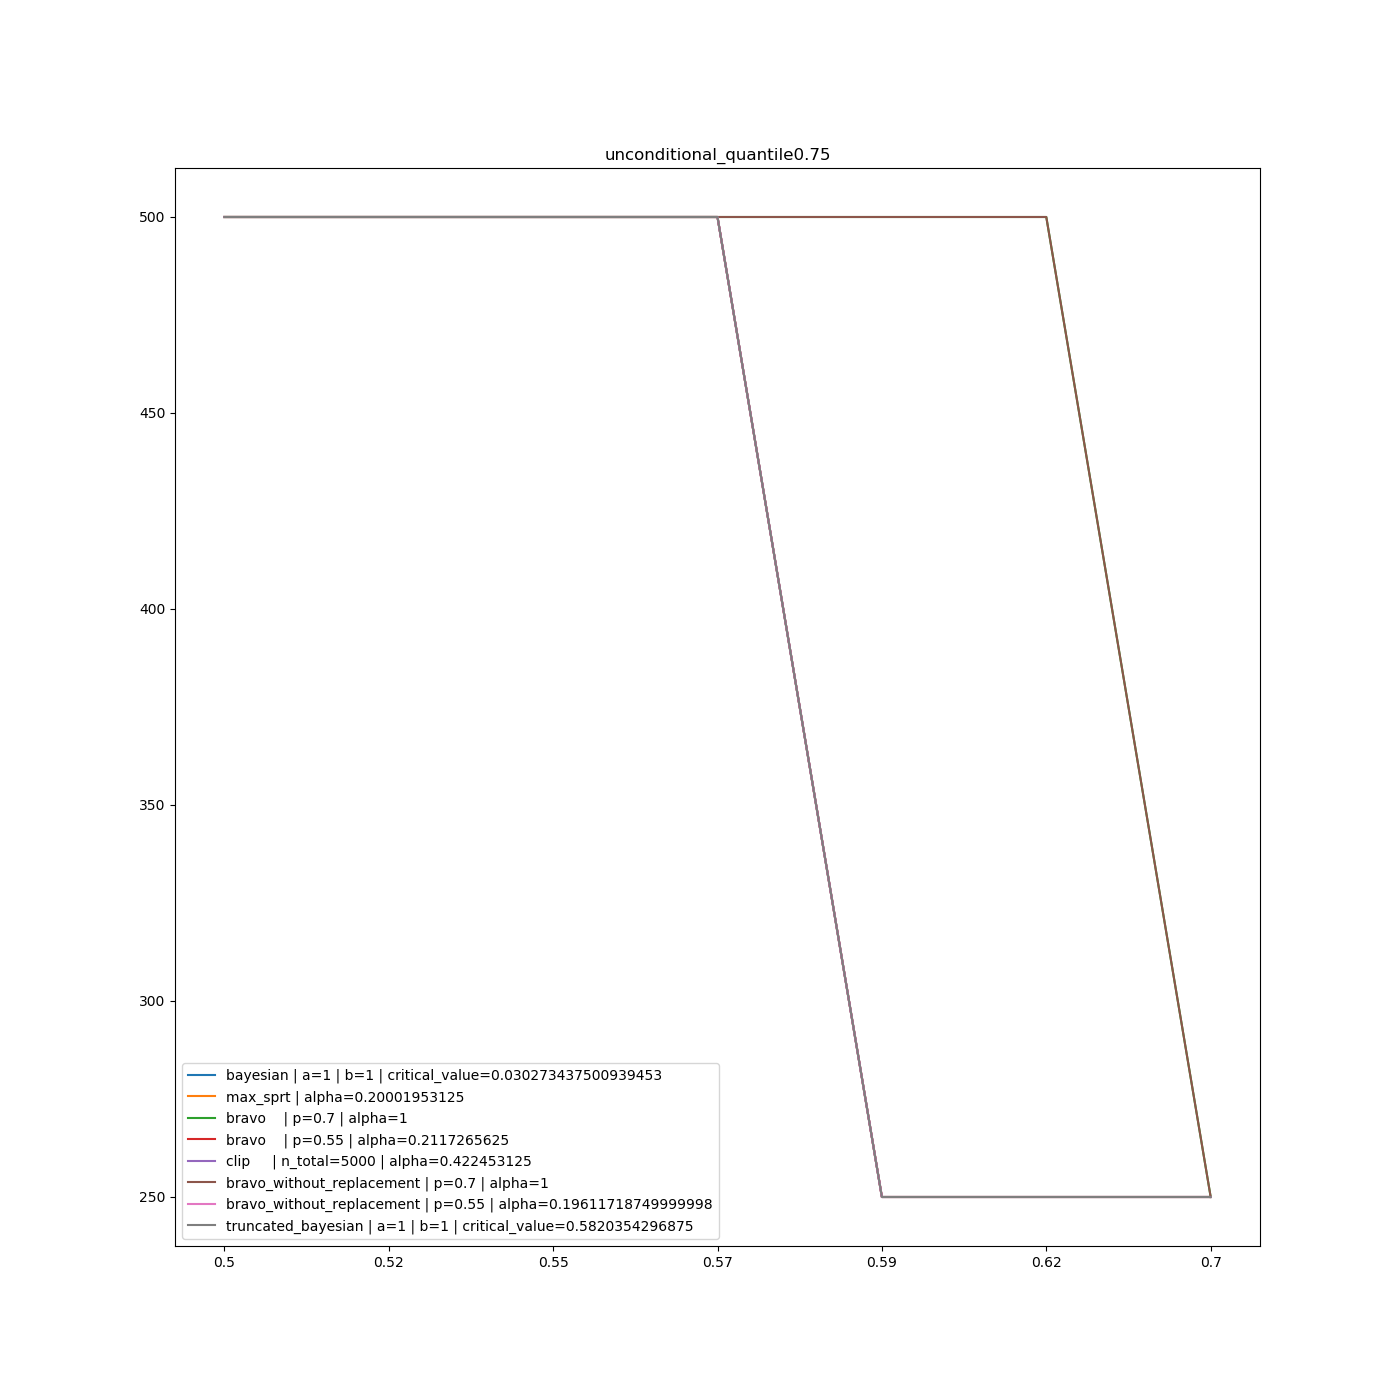 unconditional_quantile0.75
500
450
400
350
300
250
bayesian | a=1 | b=1 | critical_value=0.030273437500939453
max_sprt | alpha=0.20001953125
bravo    | p=0.7 | alpha=1
bravo    | p=0.55 | alpha=0.2117265625
clip     | n_total=5000 | alpha=0.422453125
bravo_without_replacement | p=0.7 | alpha=1
bravo_without_replacement | p=0.55 | alpha=0.19611718749999998
truncated_bayesian | a=1 | b=1 | critical_value=0.5820354296875
0.5 0.52 0.55 0.57 0.59 0.62 0.7